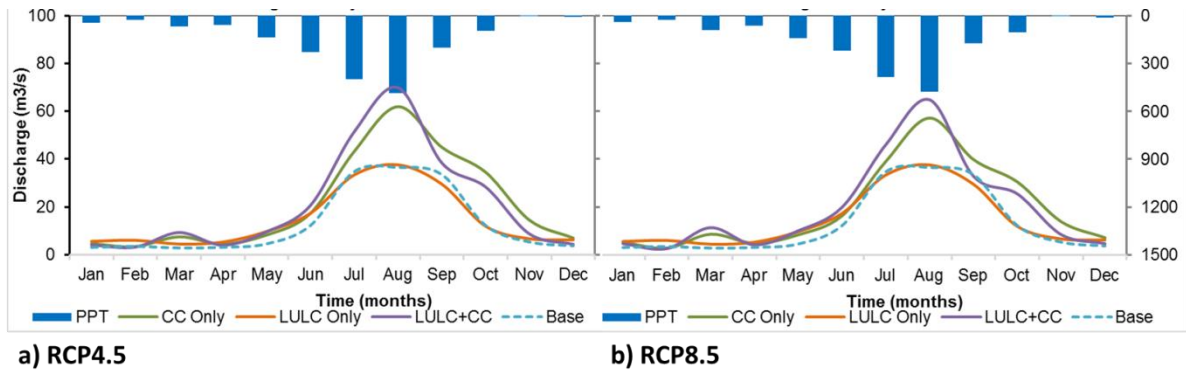 100
80
60
40
20
0
Discharge (m3/s)
Jan Feb Mar Apr May Jun Jul Aug Sep Oct Nov Dec
Time (months)
PPT CC Only LULC Only LULC+CC Base
a) RCP4.5
0
300
600
900
1200
1500
Jan Feb Mar Apr May Jun Jul Aug Sep Oct Nov Dec
Time (months)
PPT CC Only LULC Only LULC+CC Base
b) RCP8.5